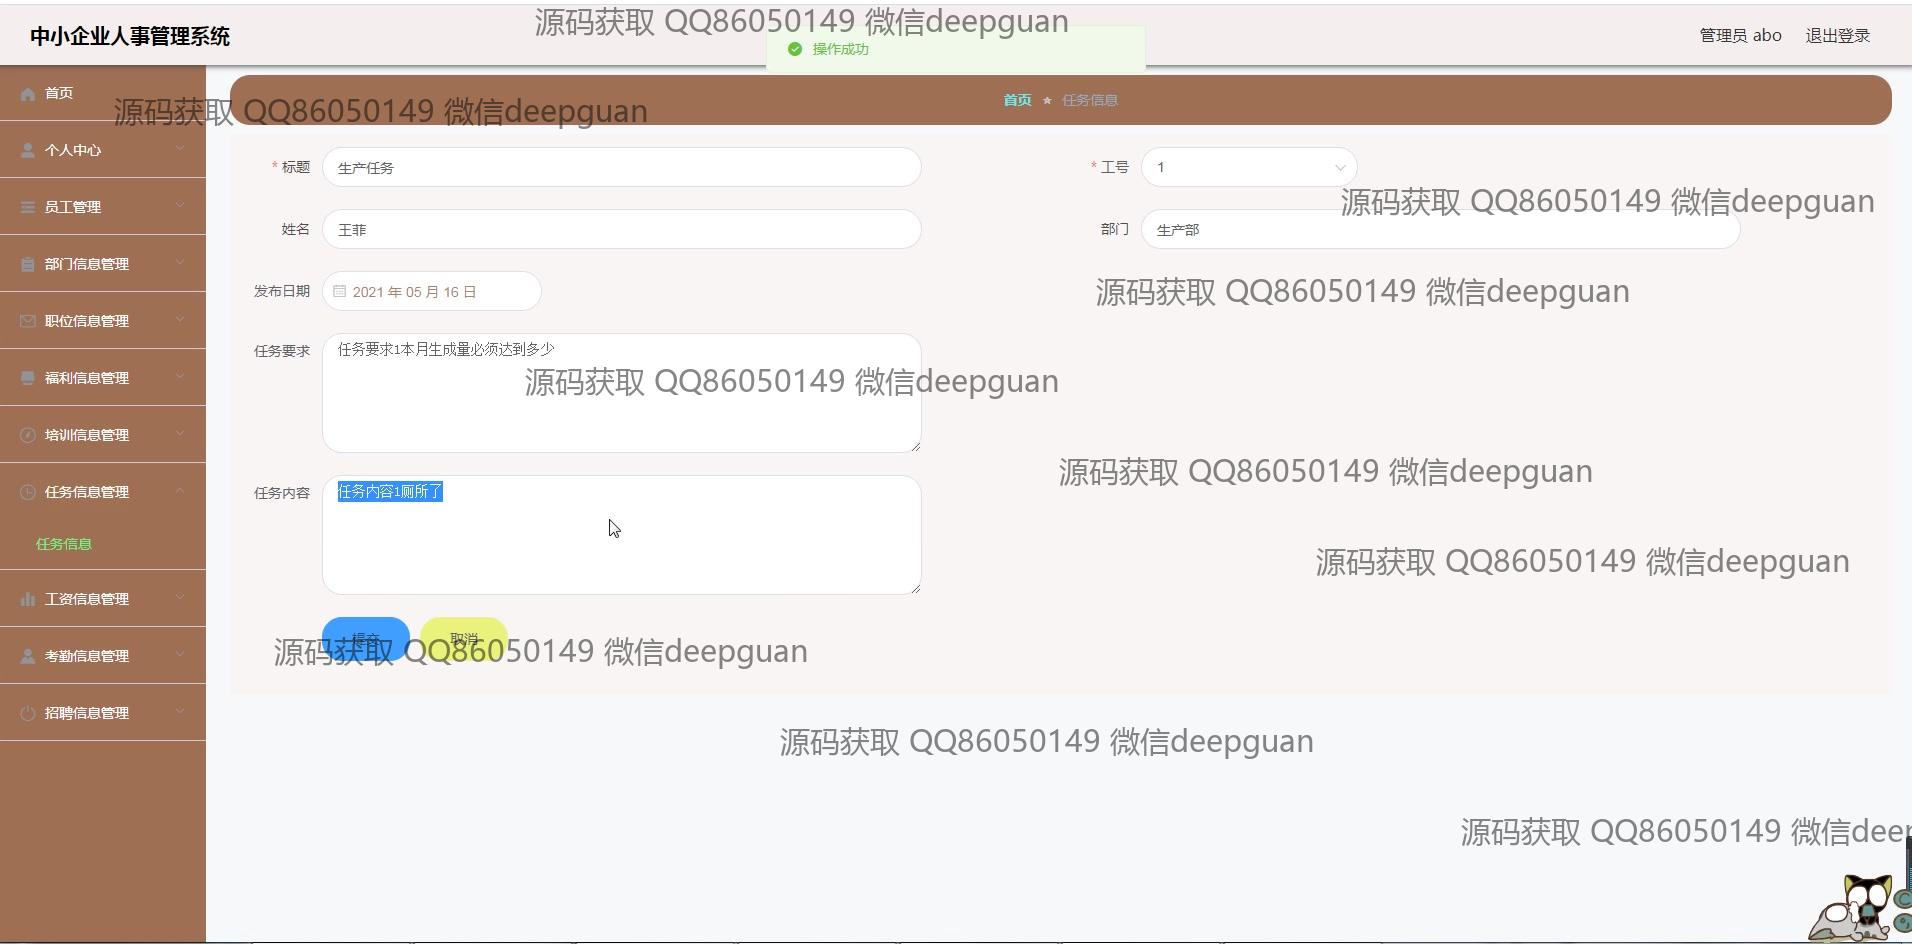 源码获取 QQ86050149 微信deepguan
中小企业人事管理系统
操作成功
管理员 abo
退出登录
首页
首页
任务信息
源码获取 QQ86050149 微信deepguan
个人中心
* 标题
生产任务
* 工号
1
员工管理
源码获取 QQ86050149 微信deepguan
姓名
王菲
部门
生产部
部门信息管理
发布日期
2021 年 05 月 16 日
源码获取 QQ86050149 微信deepguan
职位信息管理
任务要求
任务要求1本月生成量必须达到多少
福利信息管理
源码获取 QQ86050149 微信deepguan
培训信息管理
源码获取 QQ86050149 微信deepguan
任务信息管理
任务内容
任务内容1厕所了
任务信息
源码获取 QQ86050149 微信deepguan
工资信息管理
提交
取消
考勤信息管理
源码获取 QQ86050149 微信deepguan
招聘信息管理
源码获取 QQ86050149 微信deepguan
源码获取 QQ86050149 微信deep